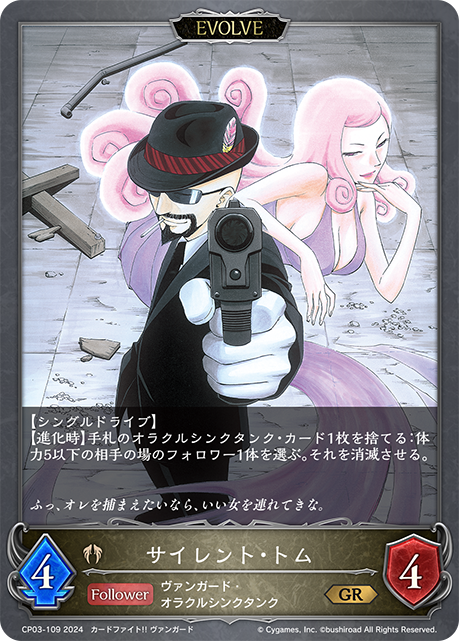 EVOLVE
【シングルドライブ】
【進化時】手札のオラクルシンクタンク・カード1枚を捨てる:体
力5以下の相手の場のフォロワー1体を選ぶ。それを消滅させる。
ふっ、オレを捕まえたいなら、いい女を連れてきな。
サイレント・トム
4
Follower
ヴァンガード・
オラクルシンクタンク
GR
4
CP03-109 2024 カードファイト!! ヴァンガード
© Cygames, Inc. ©bushiroad All Rights Reserved.